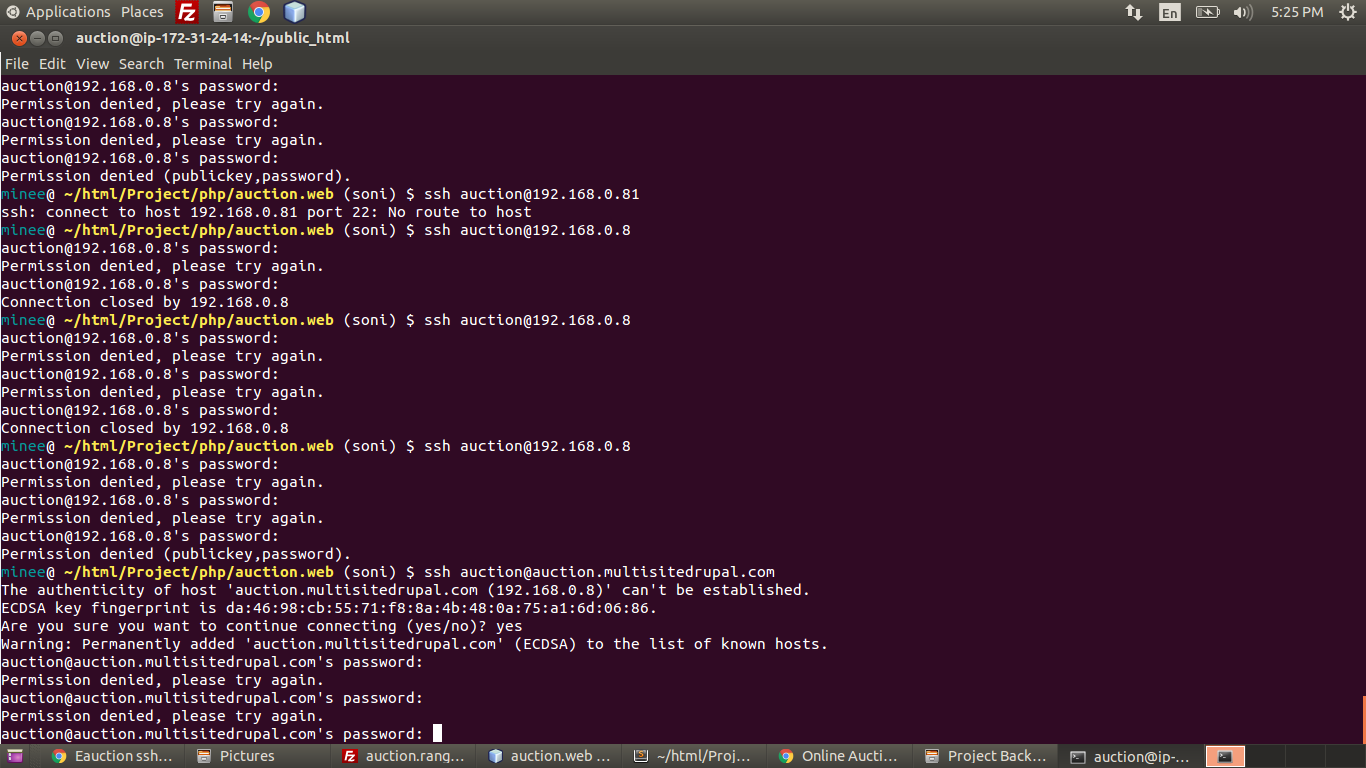 Applications Places En 5:25 PM
auction@ip-172-31-24-14:~/public_html
File Edit View Search Terminal Help
auction@192.168.0.8's password:
Permission denied, please try again.
auction@192.168.0.8's password:
Permission denied, please try again.
auction@192.168.0.8's password:
Permission denied (publickey,password).
minee@ ~/html/Project/php/auction.web (soni) $ ssh auction@192.168.0.81
ssh: connect to host 192.168.0.81 port 22: No route to host
minee@ ~/html/Project/php/auction.web (soni) $ ssh auction@192.168.0.8
auction@192.168.0.8's password:
Permission denied, please try again.
auction@192.168.0.8's password:
Connection closed by 192.168.0.8
minee@ ~/html/Project/php/auction.web (soni) $ ssh auction@192.168.0.8
auction@192.168.0.8's password:
Permission denied, please try again.
auction@192.168.0.8's password:
Permission denied, please try again.
auction@192.168.0.8's password:
Connection closed by 192.168.0.8
minee@ ~/html/Project/php/auction.web (soni) $ ssh auction@192.168.0.8
auction@192.168.0.8's password:
Permission denied, please try again.
auction@192.168.0.8's password:
Permission denied, please try again.
auction@192.168.0.8's password:
Permission denied (publickey,password).
minee@ ~/html/Project/php/auction.web (soni) $ ssh auction@auction.multisitedrupal.com
The authenticity of host 'auction.multisitedrupal.com (192.168.0.8)' can't be established.
ECDSA key fingerprint is da:46:98:cb:55:71:f8:8a:4b:48:0a:75:a1:6d:06:86.
Are you sure you want to continue connecting (yes/no)? yes
Warning: Permanently added 'auction.multisitedrupal.com' (ECDSA) to the list of known hosts.
auction@auction.multisitedrupal.com's password:
Permission denied, please try again.
auction@auction.multisitedrupal.com's password:
Permission denied, please try again.
auction@auction.multisitedrupal.com's password:
Eauction ssh... Pictures auction.rang... auction.web ... ~/html/Proj... Online Aucti... Project Back... auction@ip-...